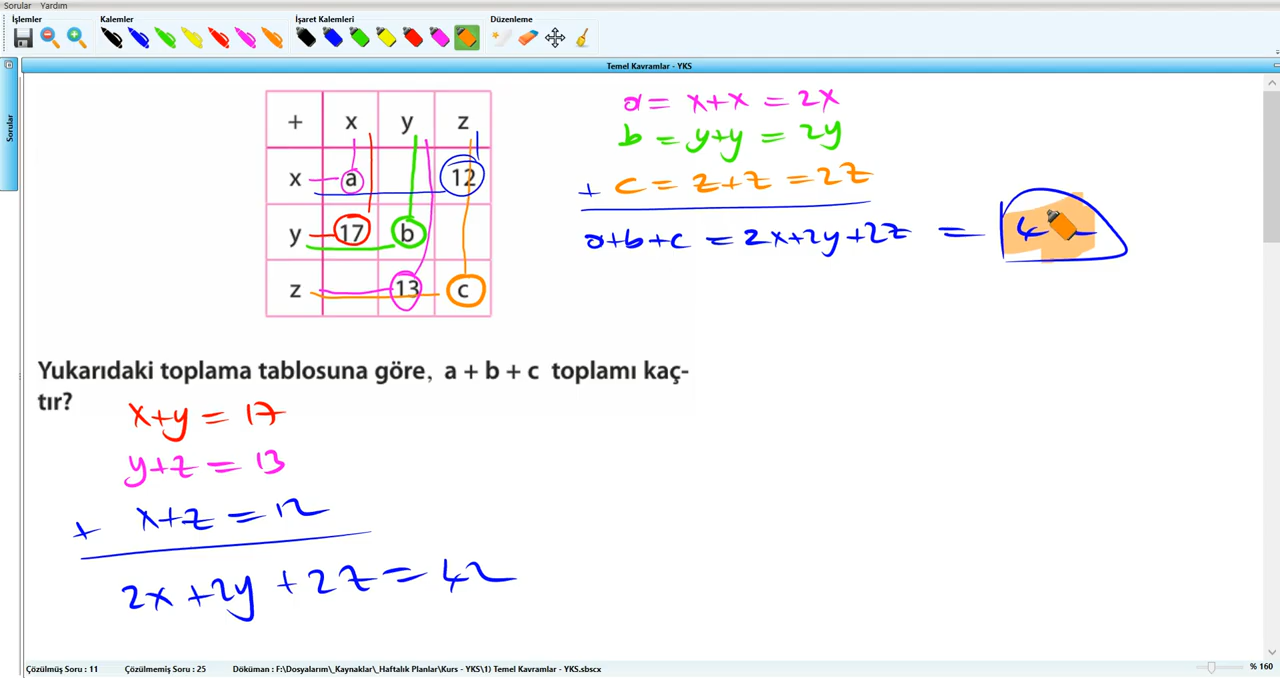 Sorular Yardım
İşlemler Kalemler İşaret Kalemleri Düzenleme
Temel Kavramlar - YKS
Sorular
+ x y z
x a 12
y 17 b
z 13 c
a = x+x = 2x
b = y+y = 2y
+ c = z+z = 2z
a+b+c = 2x+2y+2z = 42
Yukarıdaki toplama tablosuna göre, a + b + c toplamı kaç-
tır?
x+y = 17
y+z = 13
+ x+z = 12
2x+2y+2z = 42
Çözülmüş Soru : 11 Çözülmemiş Soru : 25 Döküman : F:\Dosyalarım\_Kaynaklar\_Haftalık Planlar\Kurs - YKS\1) Temel Kavramlar - YKS.sbscx % 160